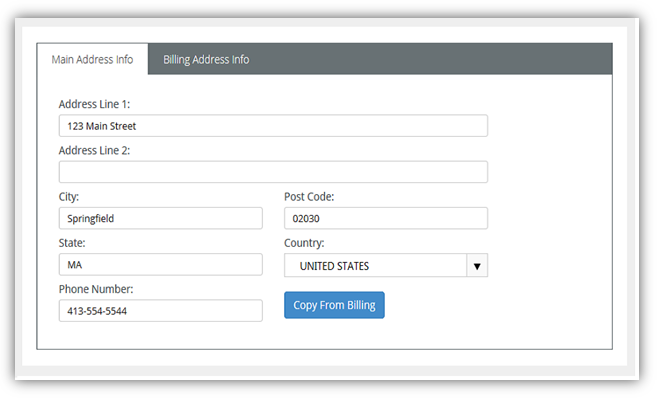 Main Address Info Billing Address Info
Address Line 1:
123 Main Street
Address Line 2:
City: Post Code:
Springfield 02030
State: Country:
MA UNITED STATES
Phone Number:
413-554-5544 Copy From Billing